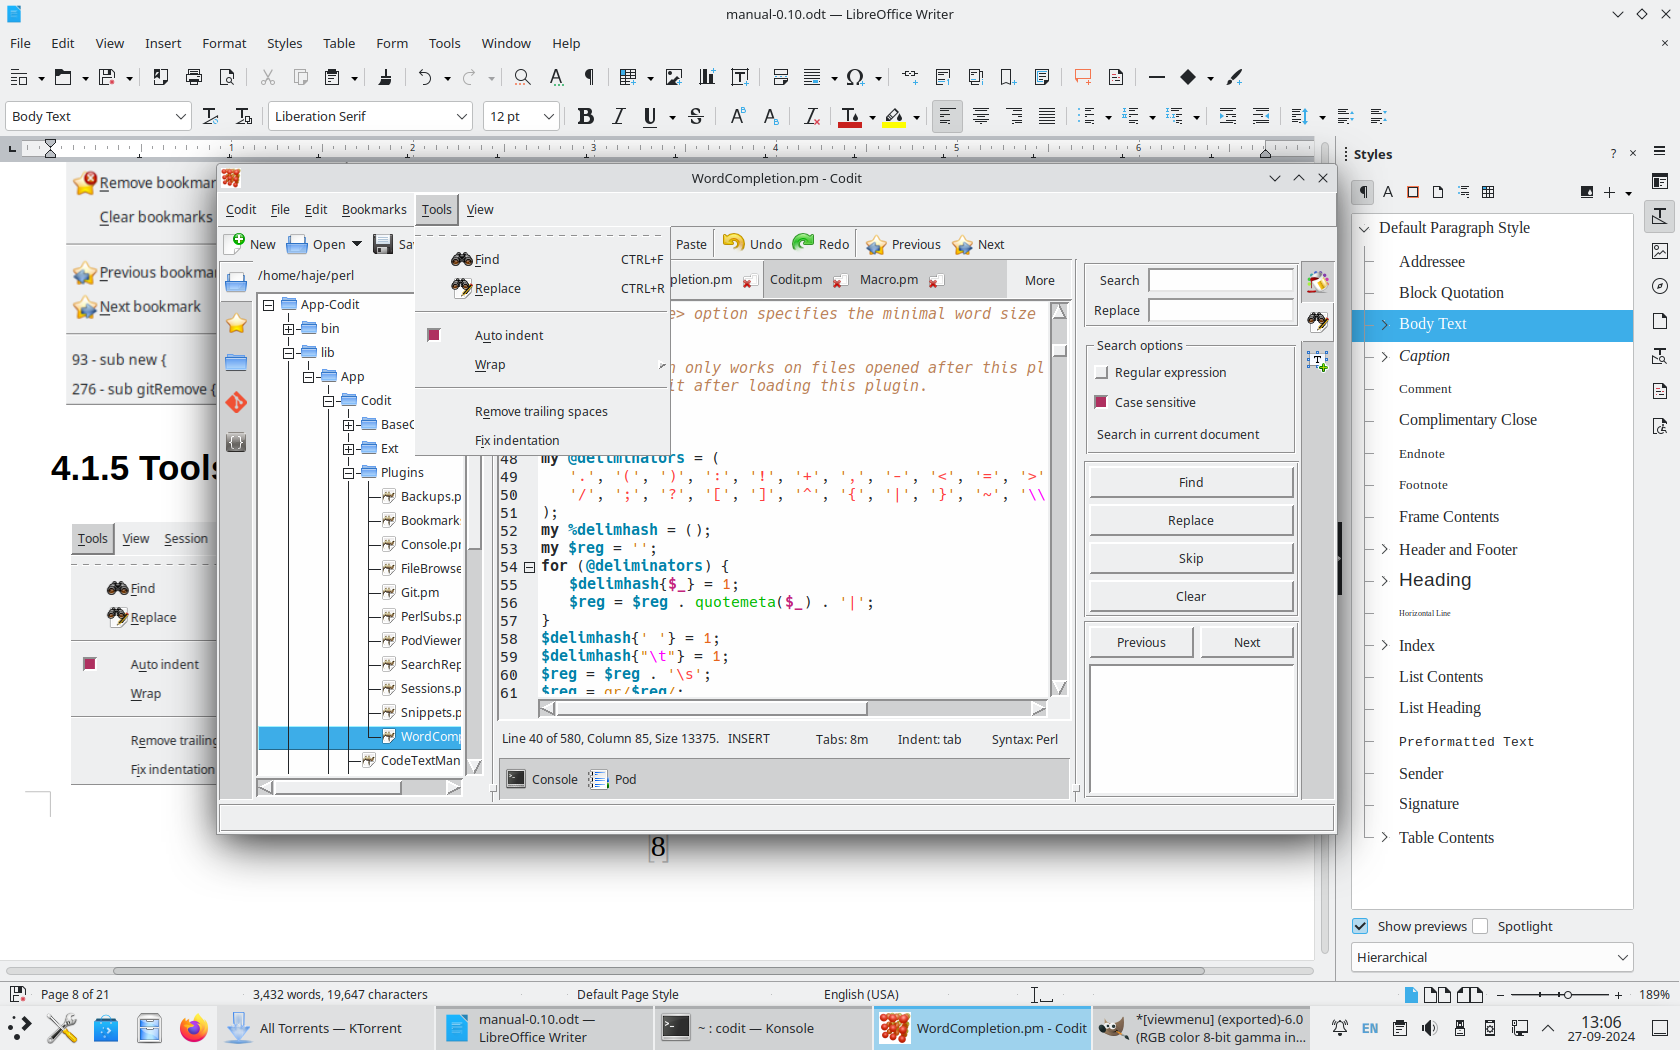 manual-0.10.odt — LibreOffice Writer
File Edit View Insert Format Styles Table Form Tools Window Help
Body Text
Liberation Serif
12 pt
1 2 3 4 5 6
Remove bookmar
Clear bookmarks
Previous bookma
Next bookmark
93 - sub new {
276 - sub gitRemove {
4.1.5 Tools
Tools View Session
Find
Replace
Auto indent
Wrap
Remove trailing
Fix indentation
8
WordCompletion.pm - Codit
Codit File Edit Bookmarks Tools View
New Open Sa Paste Undo Redo Previous Next
Find CTRL+F
Replace CTRL+R
Auto indent
Wrap
Remove trailing spaces
Fix indentation
/home/haje/perl
App-Codit
bin
lib
App
Codit
BaseC
Ext
Plugins
Backups.p
Bookmark
Console.pr
FileBrowse
Git.pm
PerlSubs.p
PodViewer
SearchRep
Sessions.p
Snippets.p
WordComp
CodeTextMan
pletion.pm Codit.pm Macro.pm More
e> option specifies the minimal word size
n only works on files opened after this pl
it after loading this plugin.
48 my @deliminators = (
49 '.', '(', ')', ':', '!', '+', ',', '-', '<', '=', '>'
50 '/', ';', '?', '[', ']', '^', '{', '|', '}', '~', '\\
51 );
52 my %delimhash = ();
53 my $reg = '';
54 for (@deliminators) {
55 $delimhash{$_} = 1;
56 $reg = $reg . quotemeta($_) . '|';
57 }
58 $delimhash{' '} = 1;
59 $delimhash{"\t"} = 1;
60 $reg = $reg . '\s';
61 $reg = qr/$reg/;
Line 40 of 580, Column 85, Size 13375. INSERT Tabs: 8m Indent: tab Syntax: Perl
Console Pod
Search
Replace
Search options
Regular expression
Case sensitive
Search in current document
Find
Replace
Skip
Clear
Previous Next
Styles
Default Paragraph Style
Addressee
Block Quotation
Body Text
Caption
Comment
Complimentary Close
Endnote
Footnote
Frame Contents
Header and Footer
Heading
Horizontal Line
Index
List Contents
List Heading
Preformatted Text
Sender
Signature
Table Contents
Show previews Spotlight
Hierarchical
Page 8 of 21 3,432 words, 19,647 characters Default Page Style English (USA) 189%
All Torrents — KTorrent
manual-0.10.odt —
LibreOffice Writer
~ : codit — Konsole
WordCompletion.pm - Codit
*[viewmenu] (exported)-6.0
(RGB color 8-bit gamma in...
EN
13:06
27-09-2024